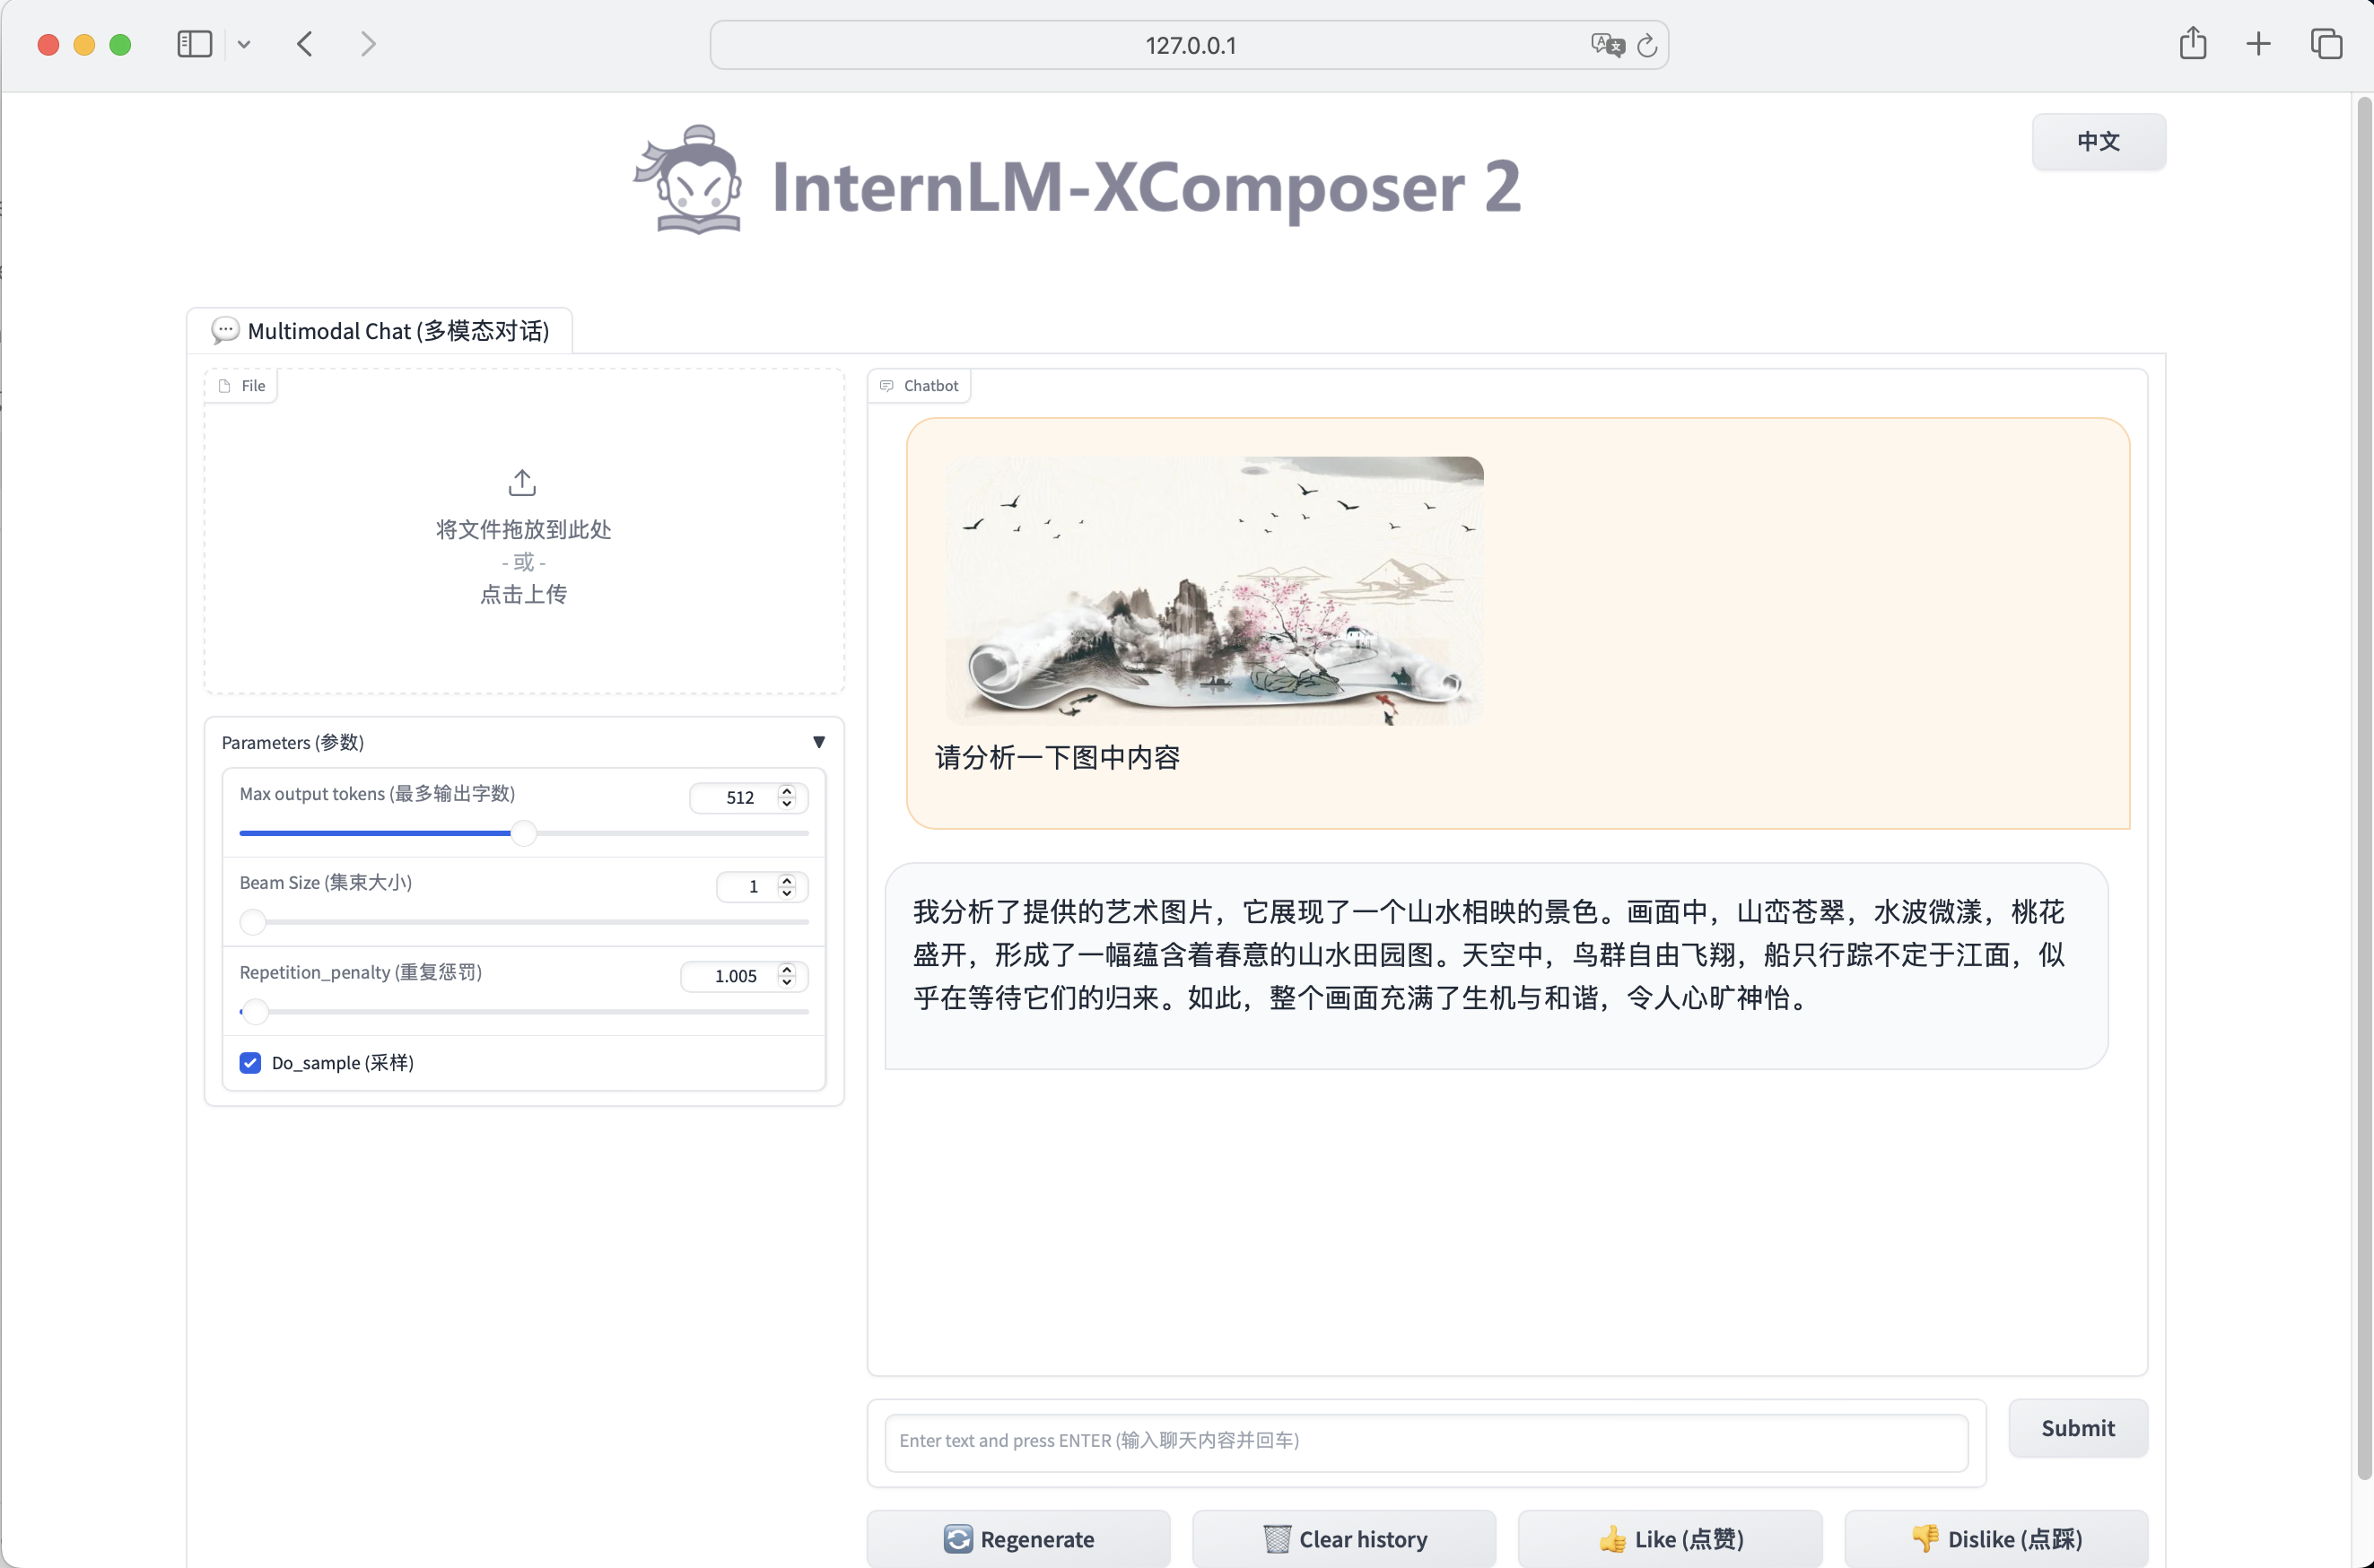 127.0.0.1
中文
InternLM-XComposer 2
Multimodal Chat (多模态对话)
File
将文件拖放到此处
- 或 -
点击上传
Parameters (参数)
Max output tokens (最多输出字数)
512
Beam Size (集束大小)
1
Repetition_penalty (重复惩罚)
1.005
Do_sample (采样)
Chatbot
请分析一下图中内容
我分析了提供的艺术图片，它展现了一个山水相映的景色。画面中，山峦苍翠，水波微漾，桃花
盛开，形成了一幅蕴含着春意的山水田园图。天空中，鸟群自由飞翔，船只行踪不定于江面，似
乎在等待它们的归来。如此，整个画面充满了生机与和谐，令人心旷神怡。
Enter text and press ENTER (输入聊天内容并回车)
Submit
Regenerate
Clear history
Like (点赞)
Dislike (点踩)